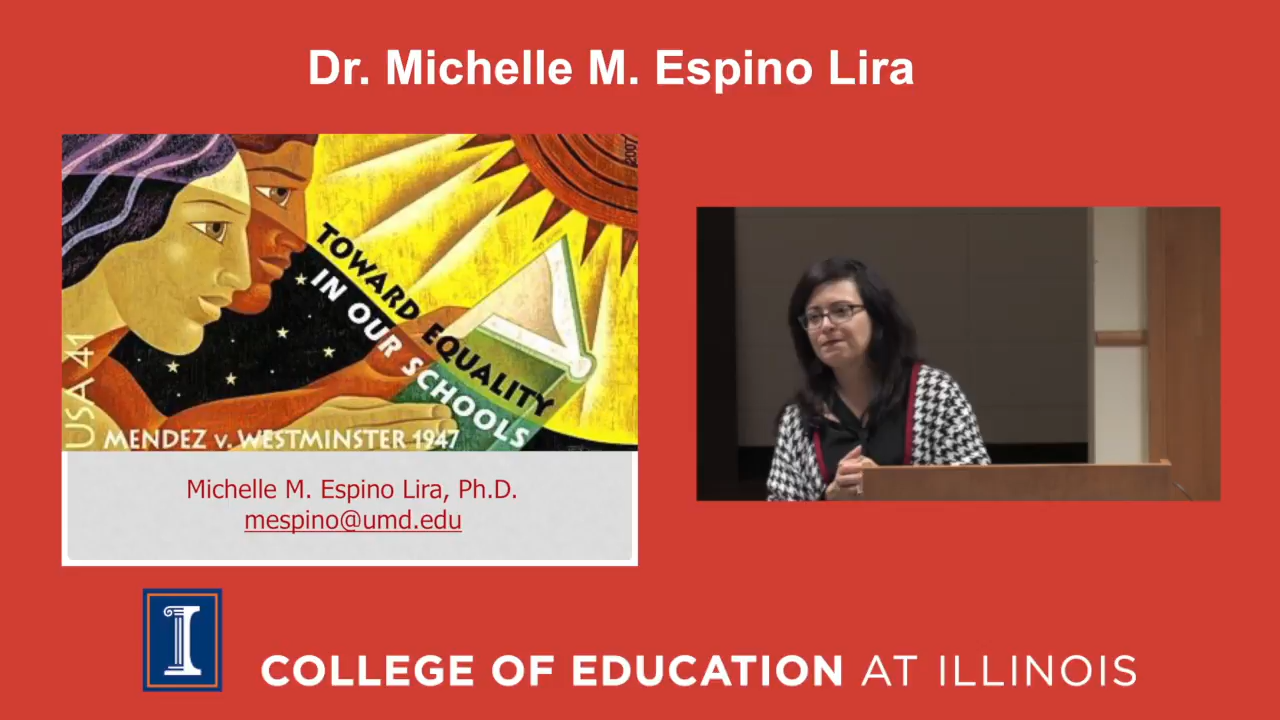 Dr. Michelle M. Espino Lira
2007
TOWARD EQUALITY
IN OUR SCHOOLS
USA 41
MENDEZ v. WESTMINSTER 1947
Michelle M. Espino Lira, Ph.D.
mespino@umd.edu
I
COLLEGE OF EDUCATION AT ILLINOIS